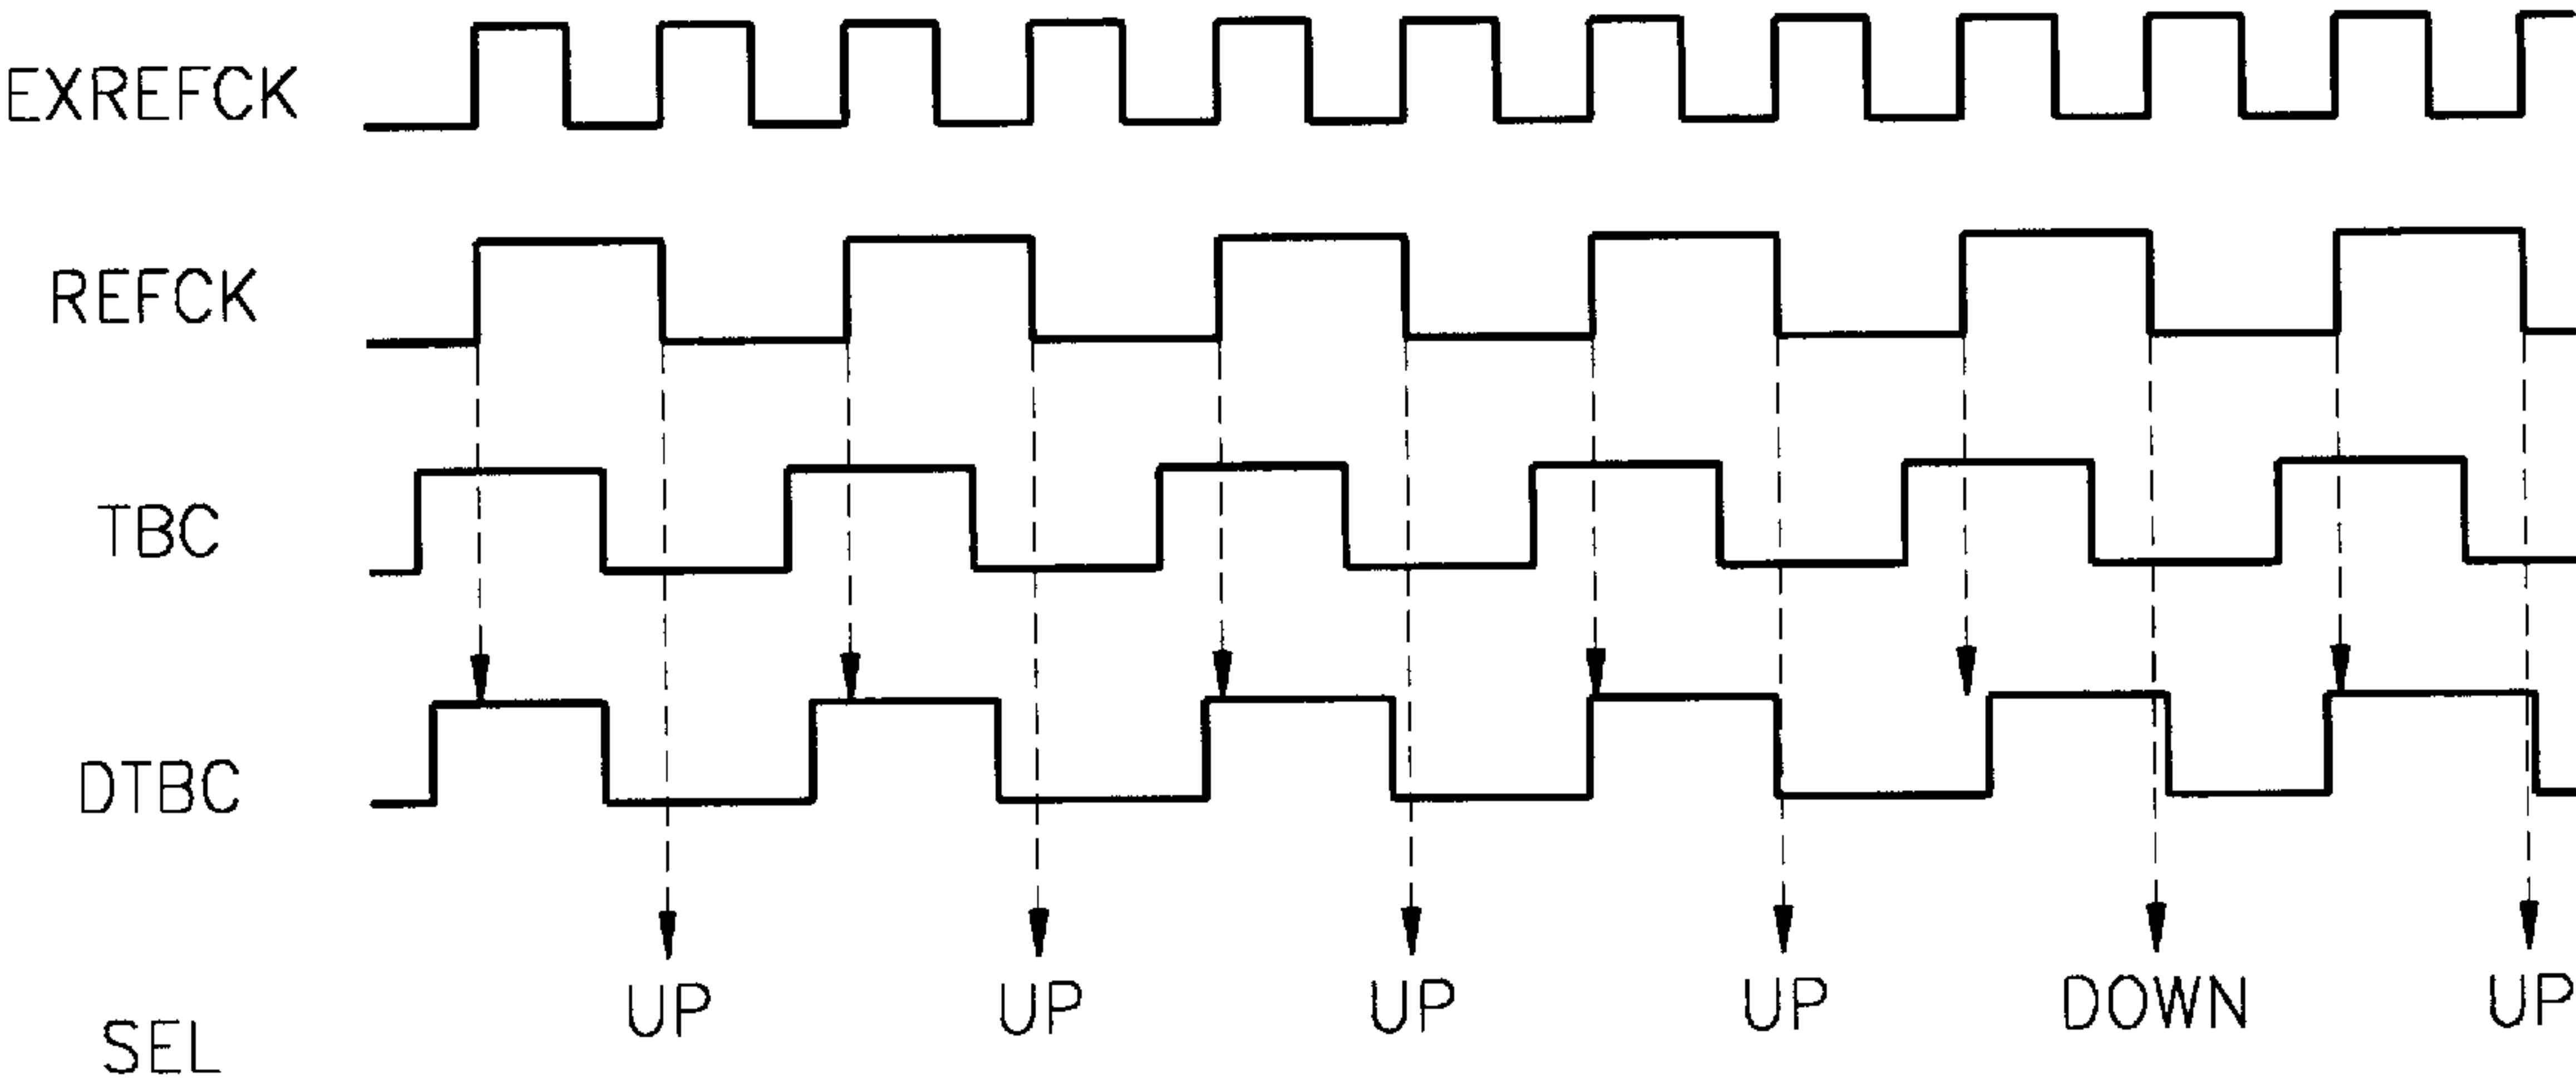 EXREFCK
REFCK
TBC
DTBC
UP UP UP UP DOWN UP
SEL